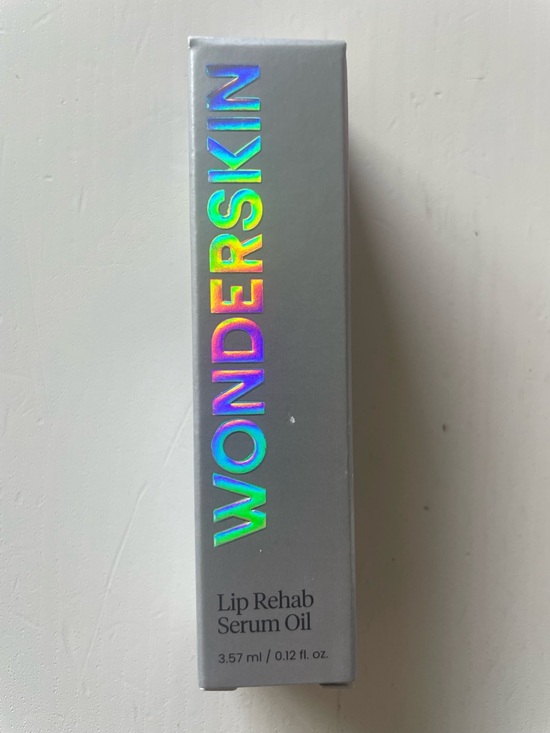 WONDERSKIN
Lip Rehab
Serum Oil
3.57 ml / 0.12 fl. oz.